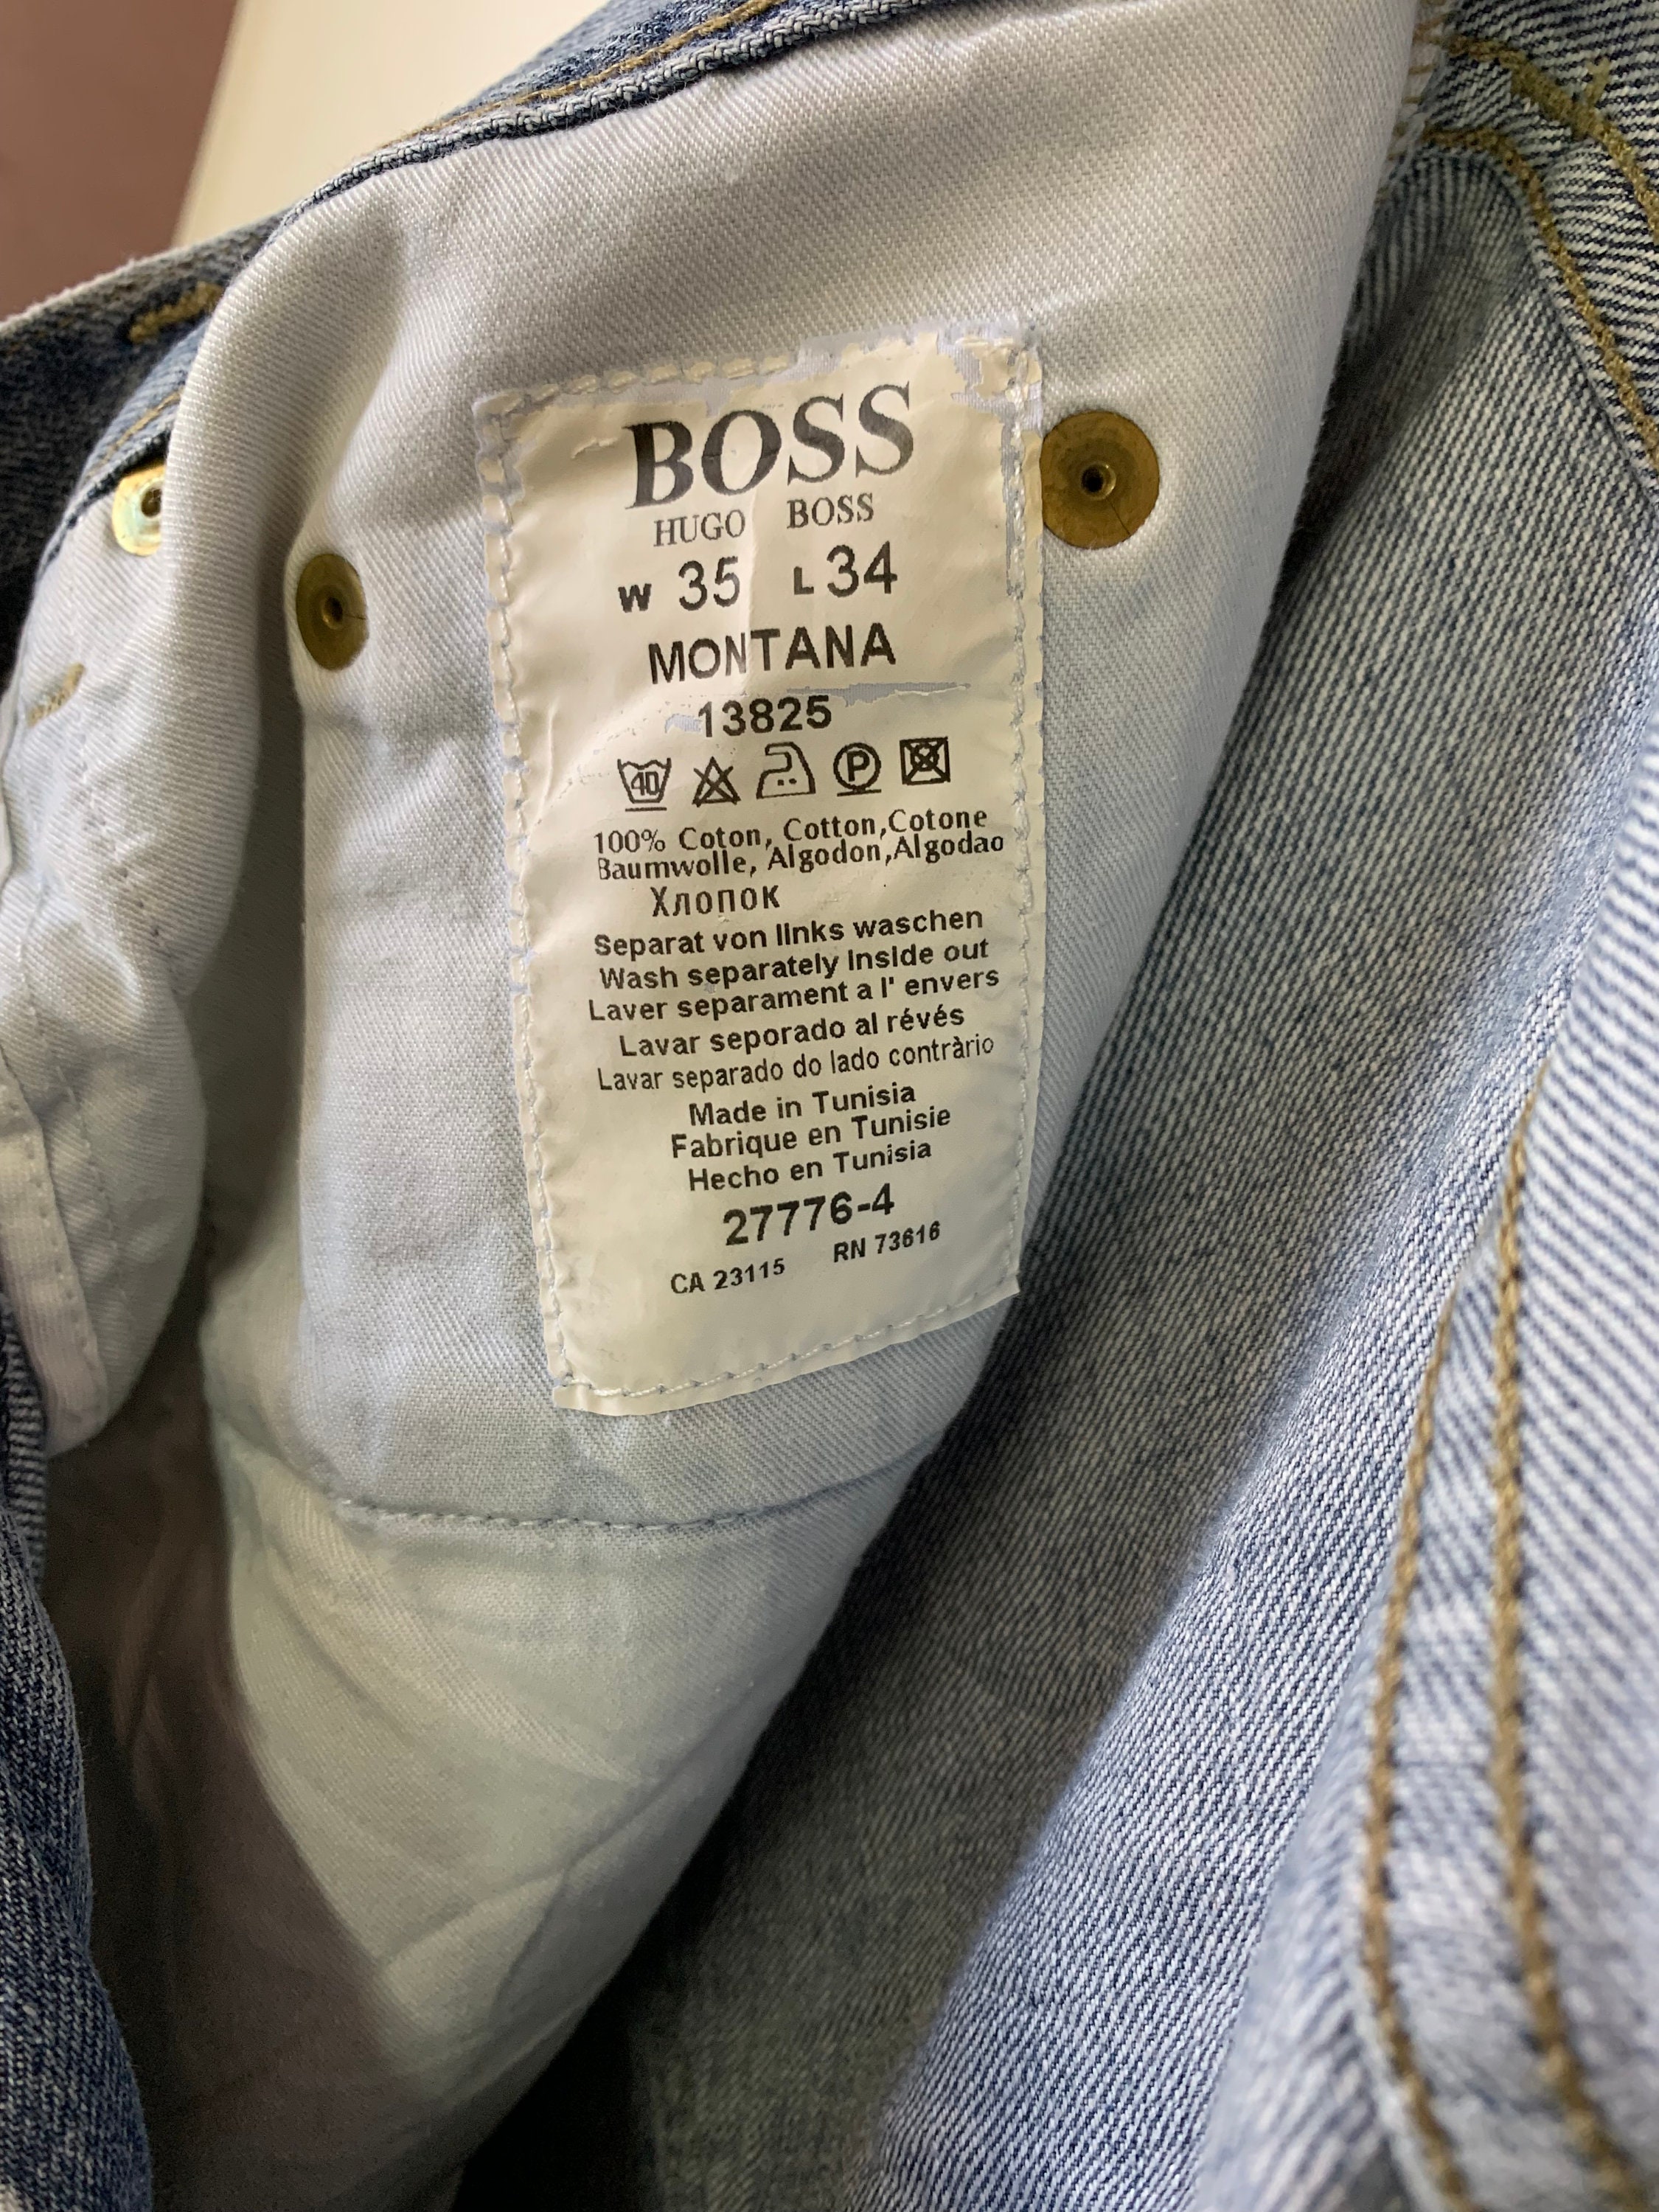 BOSS
HUGO BOSS
W 35 L 34
MONTANA
13825
40 P
100% Coton, Cotton,Cotone
Baumwolle, Algodon,Algodao
Хлопок
Separat von links waschen
Wash separately inside out
Laver separament a l' envers
Lavar seporado al révés
Lavar separado do lado contràrio
Made in Tunisia
Fabrique en Tunisie
Hecho en Tunisia
27776-4
CA 23115 RN 73616